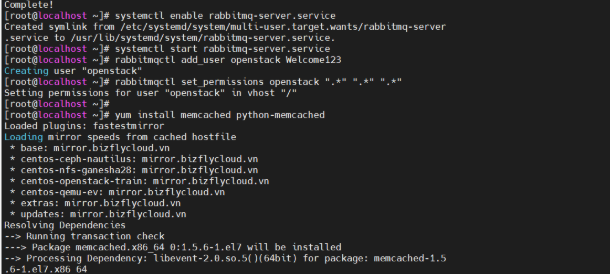 Complete!
[root@localhost ~]# systemctl enable rabbitmq-server.service
Created symlink from /etc/systemd/system/multi-user.target.wants/rabbitmq-server
.service to /usr/lib/systemd/system/rabbitmq-server.service.
[root@localhost ~]# systemctl start rabbitmq-server.service
[root@localhost ~]# rabbitmqctl add_user openstack Welcome123
Creating user "openstack"
[root@localhost ~]# rabbitmqctl set_permissions openstack ".*" ".*" ".*"
Setting permissions for user "openstack" in vhost "/"
[root@localhost ~]#
[root@localhost ~]# yum install memcached python-memcached
Loaded plugins: fastestmirror
Loading mirror speeds from cached hostfile
 * base: mirror.bizflycloud.vn
 * centos-ceph-nautilus: mirror.bizflycloud.vn
 * centos-nfs-ganesha28: mirror.bizflycloud.vn
 * centos-openstack-train: mirror.bizflycloud.vn
 * centos-qemu-ev: mirror.bizflycloud.vn
 * extras: mirror.bizflycloud.vn
 * updates: mirror.bizflycloud.vn
Resolving Dependencies
--> Running transaction check
---> Package memcached.x86_64 0:1.5.6-1.el7 will be installed
--> Processing Dependency: libevent-2.0.so.5()(64bit) for package: memcached-1.5
.6-1.el7.x86_64